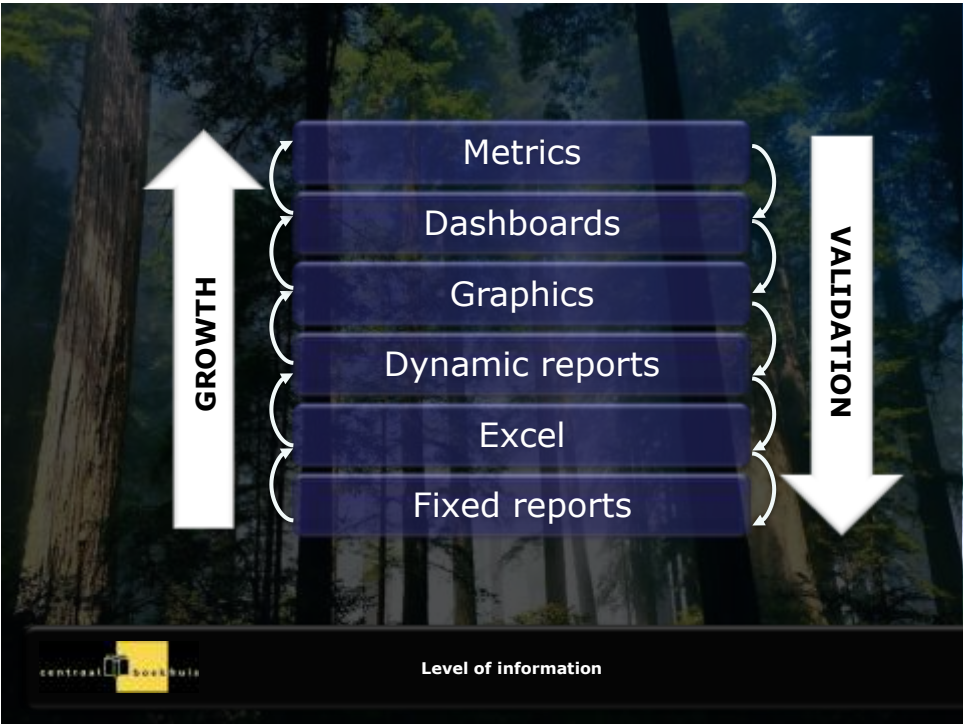 Metrics
Dashboards
Graphics
Dynamic reports
Excel
Fixed reports
GROWTH
VALIDATION
centraal boekhuis
Level of information